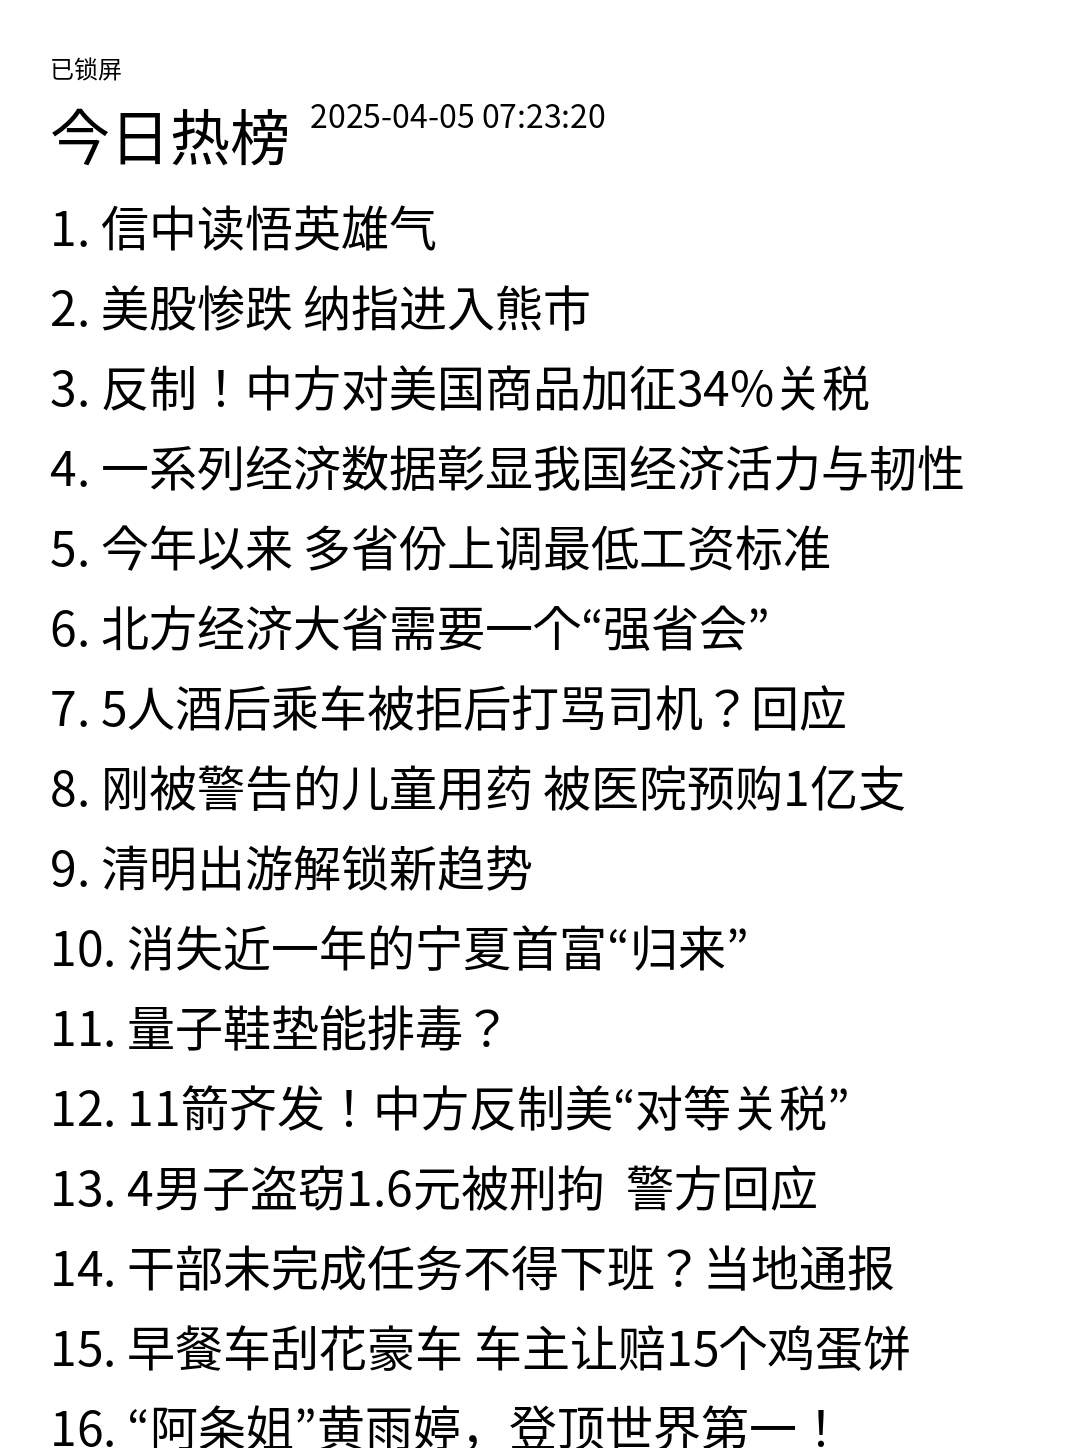 已锁屏
今日热榜 2025-04-05 07:23:20
1. 信中读悟英雄气
2. 美股惨跌 纳指进入熊市
3. 反制！中方对美国商品加征34%关税
4. 一系列经济数据彰显我国经济活力与韧性
5. 今年以来 多省份上调最低工资标准
6. 北方经济大省需要一个“强省会”
7. 5人酒后乘车被拒后打骂司机？回应
8. 刚被警告的儿童用药 被医院预购1亿支
9. 清明出游解锁新趋势
10. 消失近一年的宁夏首富“归来”
11. 量子鞋垫能排毒？
12. 11箭齐发！中方反制美“对等关税”
13. 4男子盗窃1.6元被刑拘  警方回应
14. 干部未完成任务不得下班？当地通报
15. 早餐车刮花豪车 车主让赔15个鸡蛋饼
16. “阿条姐”黄雨婷，登顶世界第一！